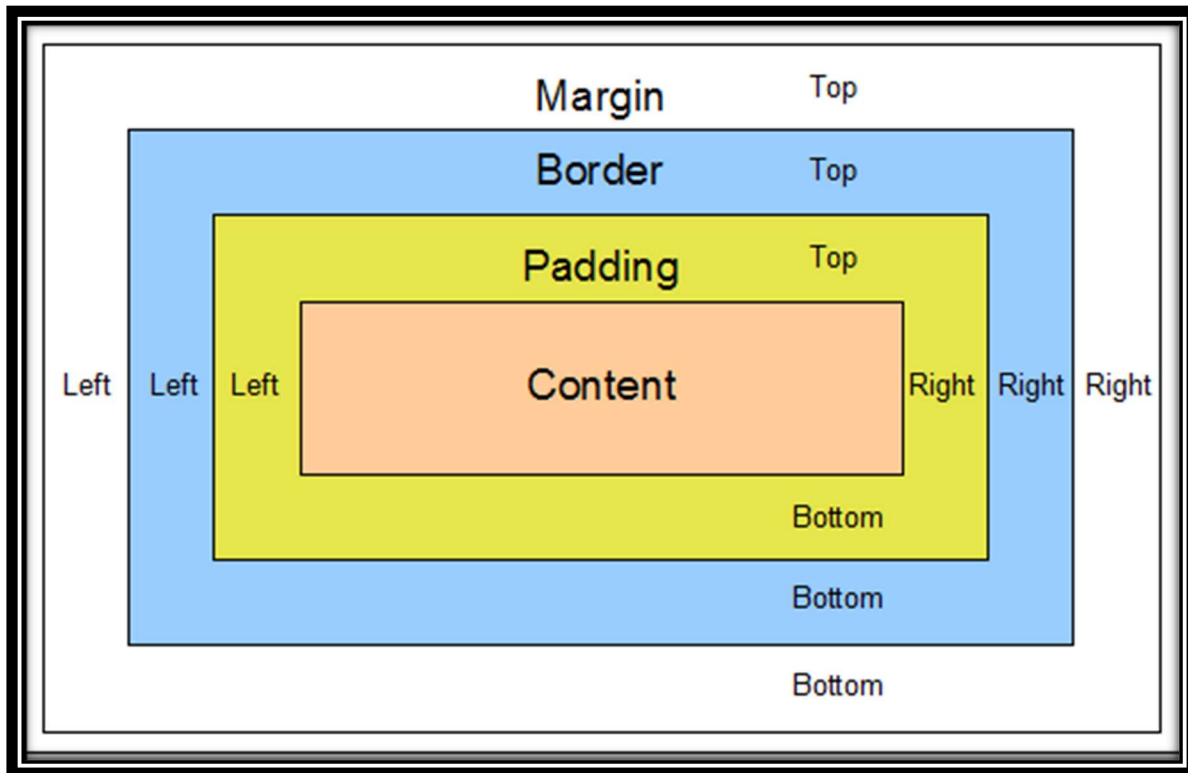 Margin Top
Border Top
Padding Top
Left Left Left Content Right Right Right
Bottom
Bottom
Bottom